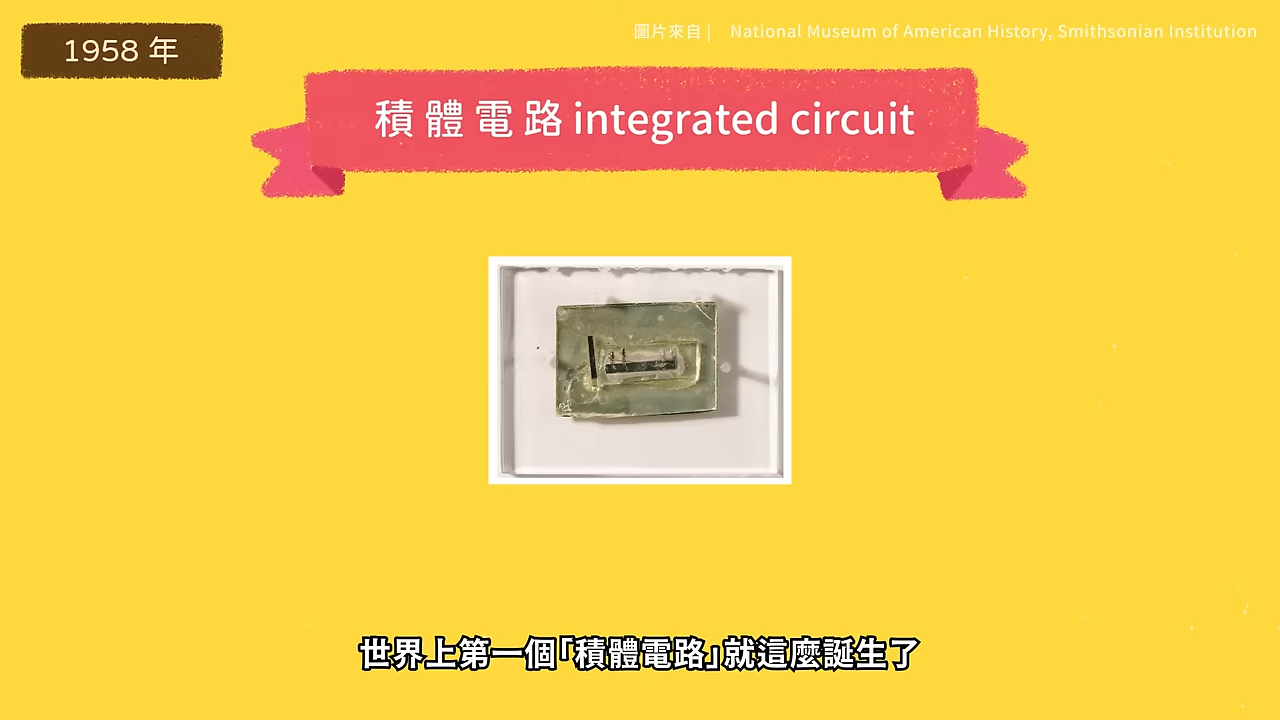 1958 年
圖片來自| National Museum of American History, Smithsonian Institution
積體電路 integrated circuit
世界上第一個「積體電路」就這麼誕生了